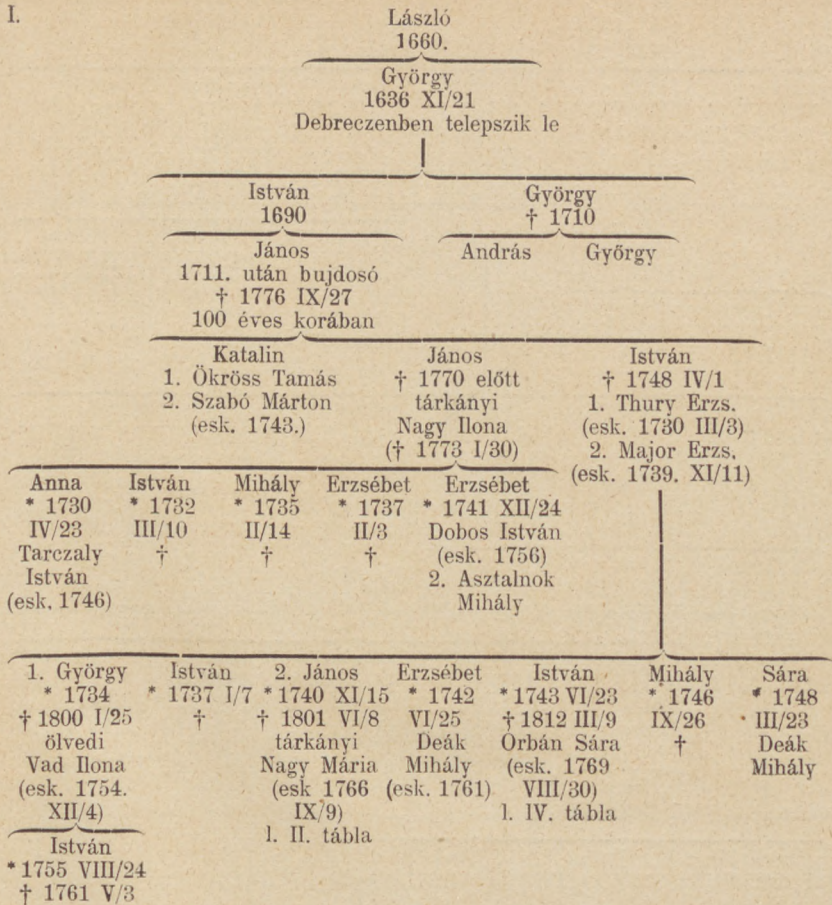 I.
László
1660.
György
1636 XI/21
Debreczenben telepszik le
István
1690
György
† 1710
János
1711. után bujdosó
† 1776 IX/27
100 éves korában
András
György
Katalin
1. Ökröss Tamás
2. Szabó Márton
(esk. 1743.)
János
† 1770 előtt
tárkányi
Nagy Ilona
(† 1773 I/30)
István
† 1748 IV/1
1. Thury Erzs.
(esk. 1730 III/3)
2. Major Erzs.
(esk. 1739. XI/11)
Anna
* 1730
IV/23
Tarczaly
István
(esk. 1746)
István
* 1732
III/10
†
Mihály
* 1735
II/14
†
Erzsébet
* 1737
II/3
†
Erzsébet
* 1741 XII/24
Dobos István
(esk. 1756)
2. Asztalnok
Mihály
1. György
* 1734
† 1800 I/25
ölvedi
Vad Ilona
(esk. 1754.
XII/4)
István
* 1755 VIII/24
† 1761 V/3
István
* 1737 I/7
†
2. János
* 1740 XI/15
† 1801 VI/8
tárkányi
Nagy Mária
(esk 1766
IX/9)
l. II. tábla
Erzsébet
* 1742
VI/25
Deák
Mihály
(esk. 1761)
István
* 1743 VI/23
† 1812 III/9
Orbán Sára
(esk. 1769
VIII/30)
l. IV. tábla
Mihály
* 1746
IX/26
†
Sára
* 1748
III/23
Deák
Mihály